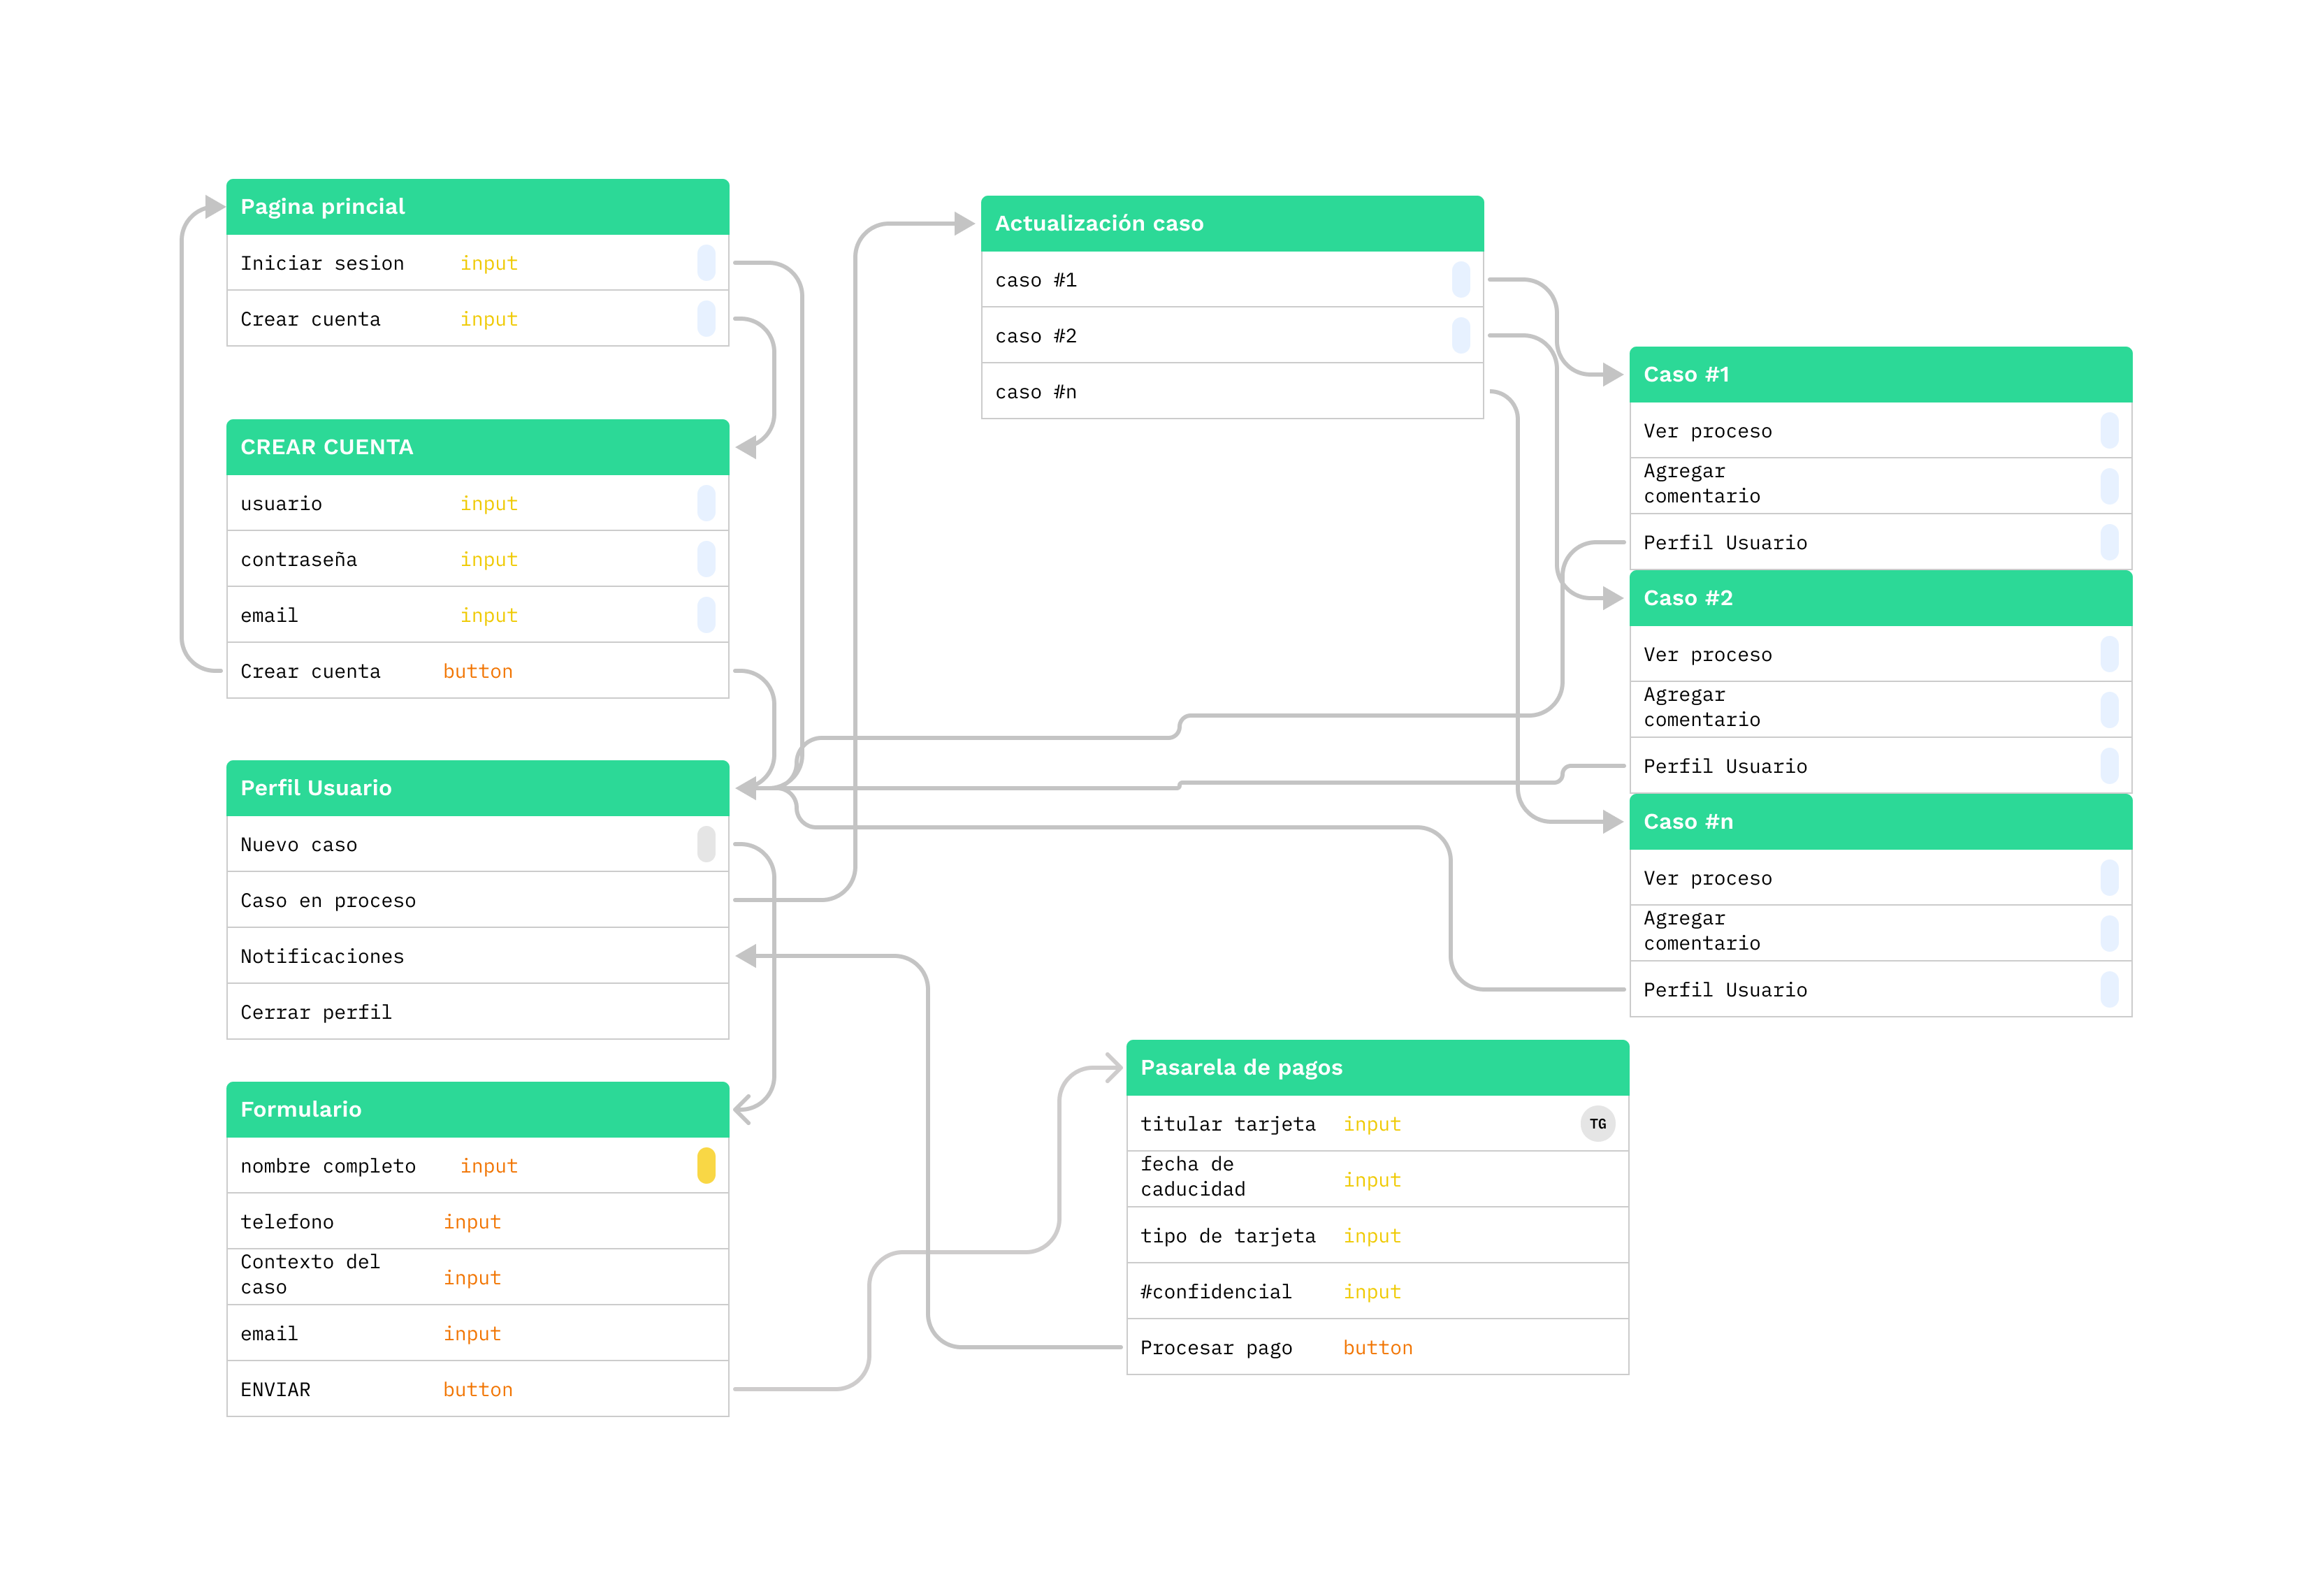 Pagina princial
Iniciar sesion input
Crear cuenta input
CREAR CUENTA
usuario input
contraseña input
email input
Crear cuenta button
Perfil Usuario
Nuevo caso
Caso en proceso
Notificaciones
Cerrar perfil
Formulario
nombre completo input
telefono input
Contexto del
caso
input
email input
ENVIAR button
Actualización caso
caso #1
caso #2
caso #n
Pasarela de pagos
titular tarjeta input TG
fecha de
caducidad
input
tipo de tarjeta input
#confidencial input
Procesar pago button
Caso #1
Ver proceso
Agregar
comentario
Perfil Usuario
Caso #2
Ver proceso
Agregar
comentario
Perfil Usuario
Caso #n
Ver proceso
Agregar
comentario
Perfil Usuario